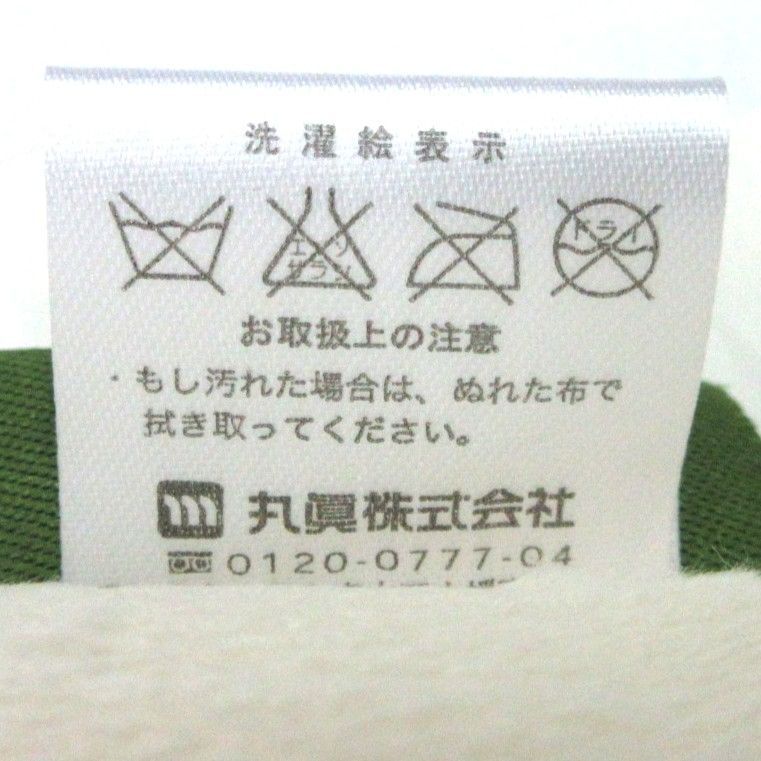 洗濯絵表示
エンソ
サラシ
ドライ
お取扱上の注意
・もし汚れた場合は、ぬれた布で
拭き取ってください。
丸眞株式会社
0120-0777-04